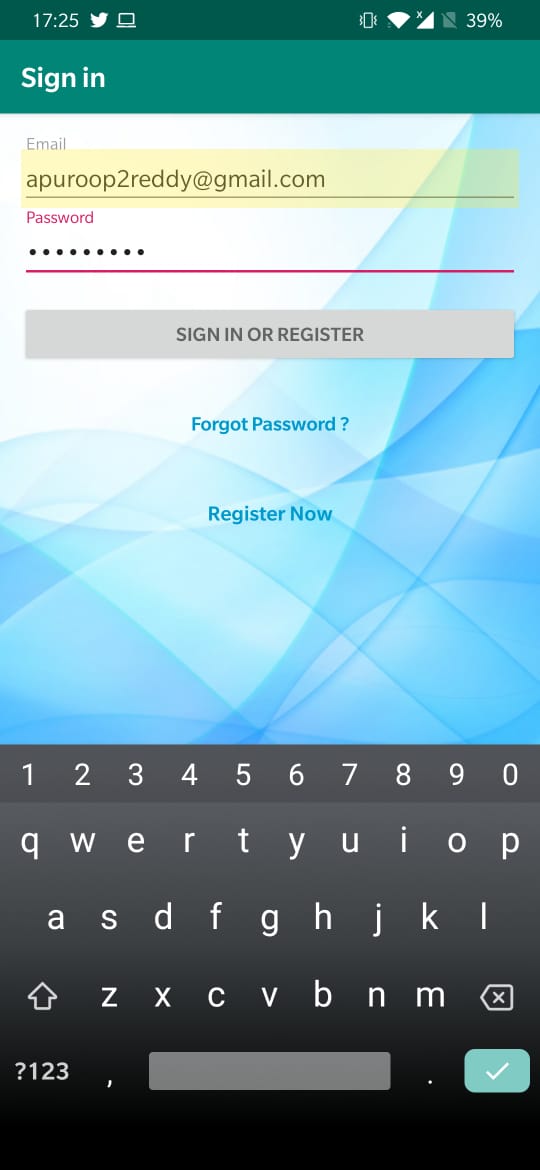 17:25 39%
Sign in
Email
apuroop2reddy@gmail.com
Password
•••••••••
SIGN IN OR REGISTER
Forgot Password ?
Register Now
1 2 3 4 5 6 7 8 9 0
q w e r t y u i o p
a s d f g h j k l
z x c v b n m
?123 , .